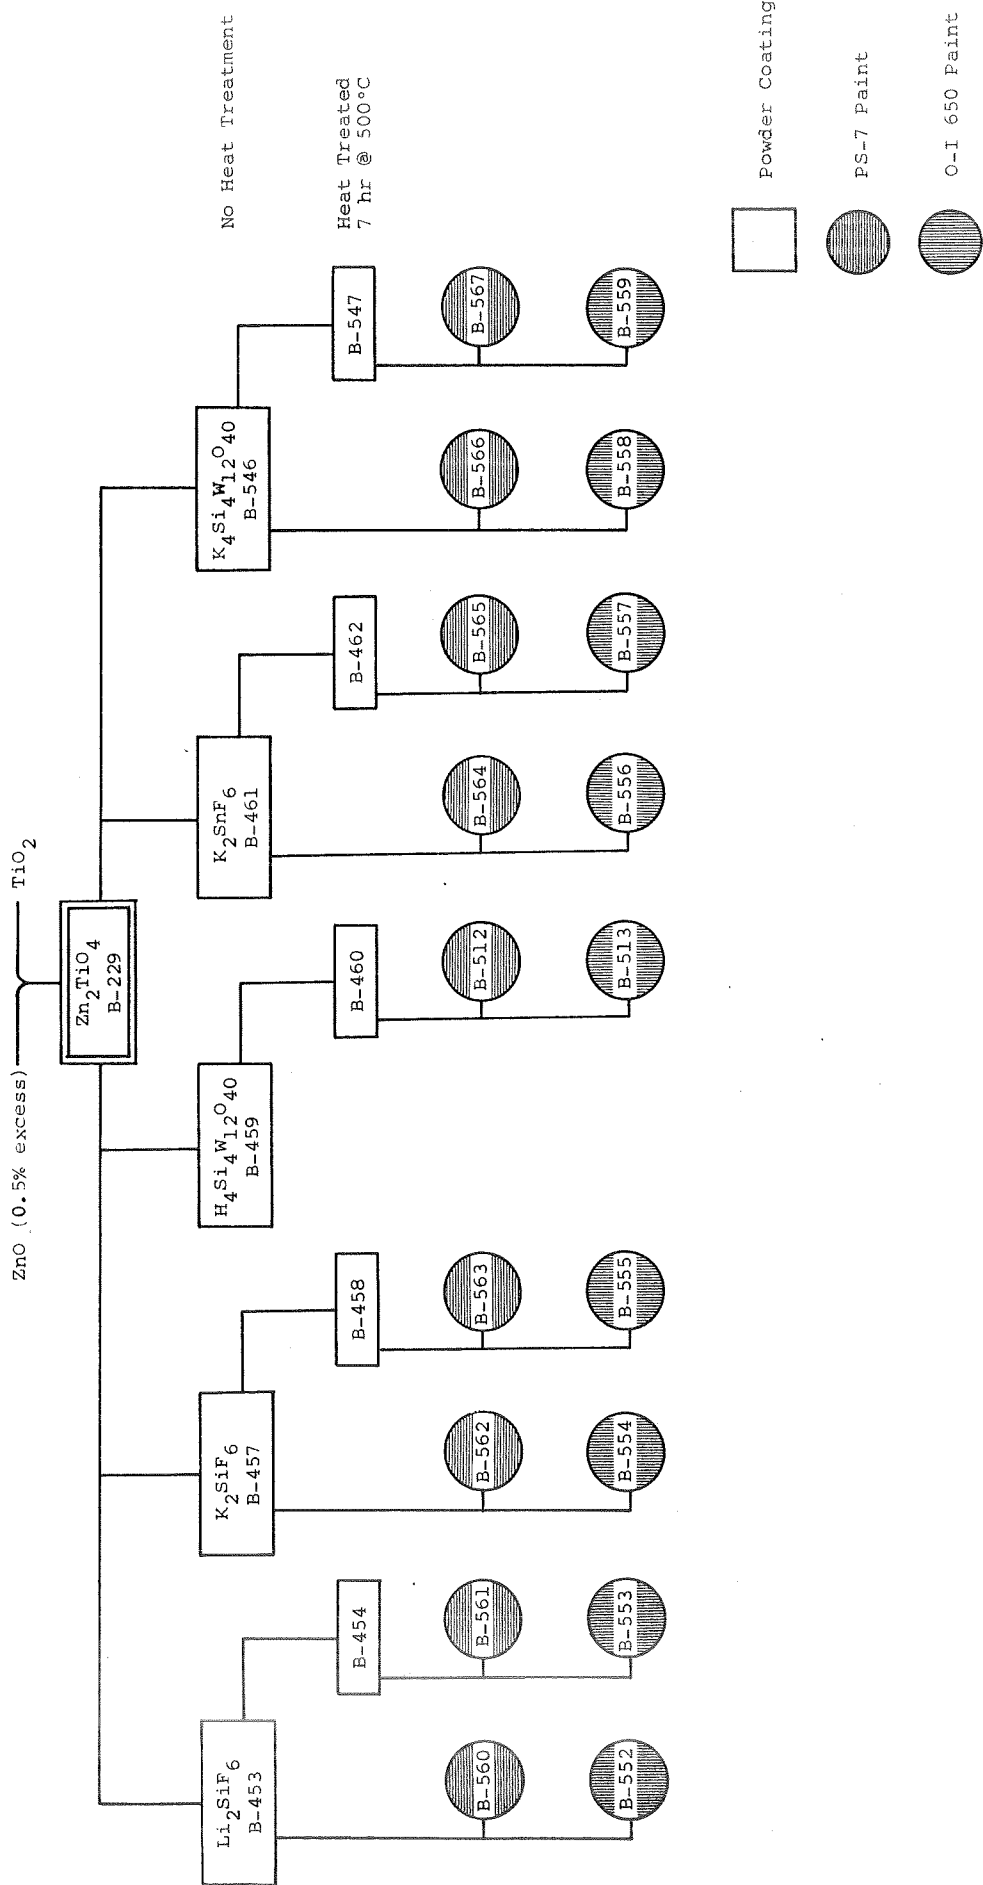 ZnO (0.5% excess) TiO2
Zn2TiO4
B-229
Li2SiF6
B-453
K2SiF6
B-457
H4Si4W12O40
B-459
K2SnF6
B-461
K4Si4W12O40
B-546
No Heat Treatment
B-454
B-458
B-460
B-462
B-547
Heat Treated
7 hr @ 500°C
B-560
B-561
B-562
B-563
B-512
B-564
B-565
B-566
B-567
B-552
B-553
B-554
B-555
B-513
B-556
B-557
B-558
B-559
Powder Coating
PS-7 Paint
O-I 650 Paint